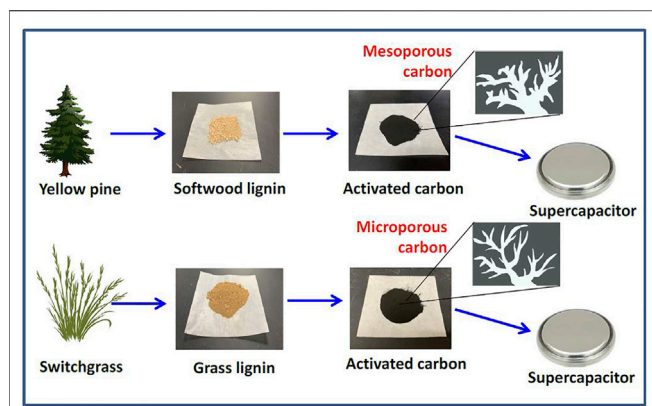 Mesoporous
carbon
Yellow pine
Softwood lignin
Activated carbon
Supercapacitor
Microporous
carbon
Switchgrass
Grass lignin
Activated carbon
Supercapacitor